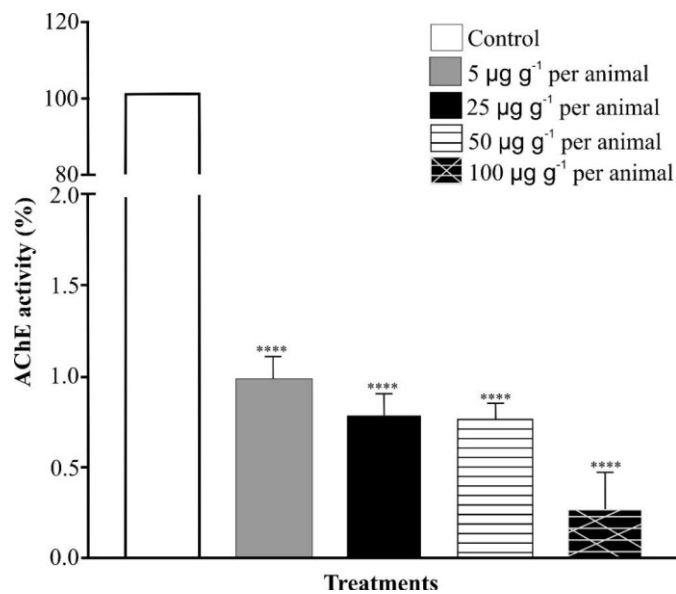 120
100
80
2.0
1.5
1.0
0.5
0.0
AChE activity (%)
Control
5 µg g⁻¹ per animal
25 µg g⁻¹ per animal
50 µg g⁻¹ per animal
100 µg g⁻¹ per animal
****
****
****
****
Treatments